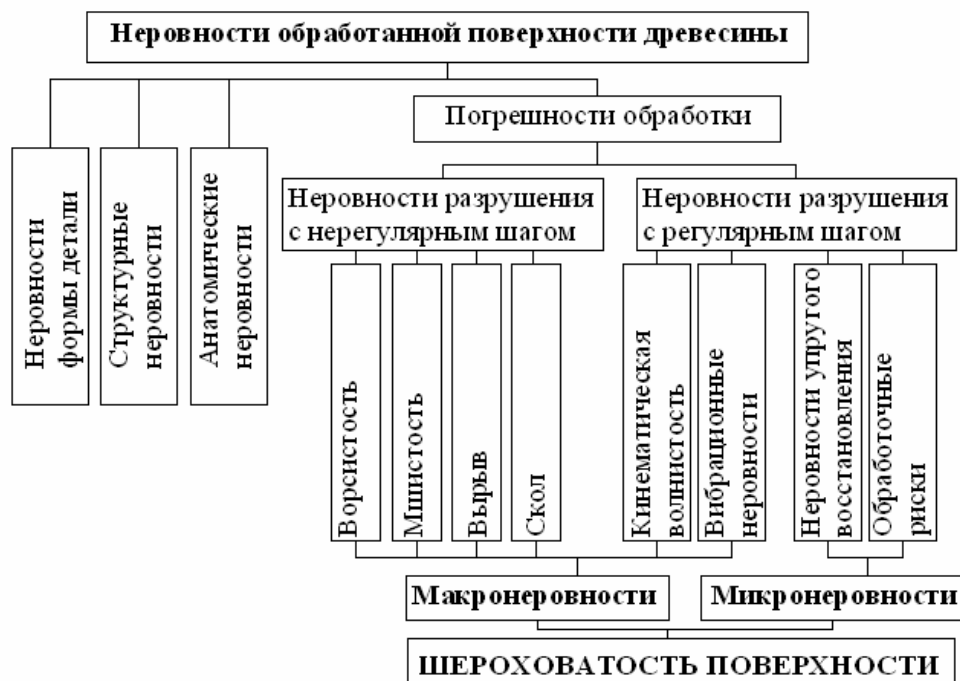 Неровности обработанной поверхности древесины
Погрешности обработки
Неровности
формы детали
Структурные
неровности
Анатомические
неровности
Неровности разрушения
с нерегулярным шагом
Неровности разрушения
с регулярным шагом
Ворсистость
Мшистость
Вырыв
Скол
Кинематическая
волнистость
Вибрационные
неровности
Неровности упругого
восстановления
Обработочные
риски
Макронеровности
Микронеровности
ШЕРОХОВАТОСТЬ ПОВЕРХНОСТИ